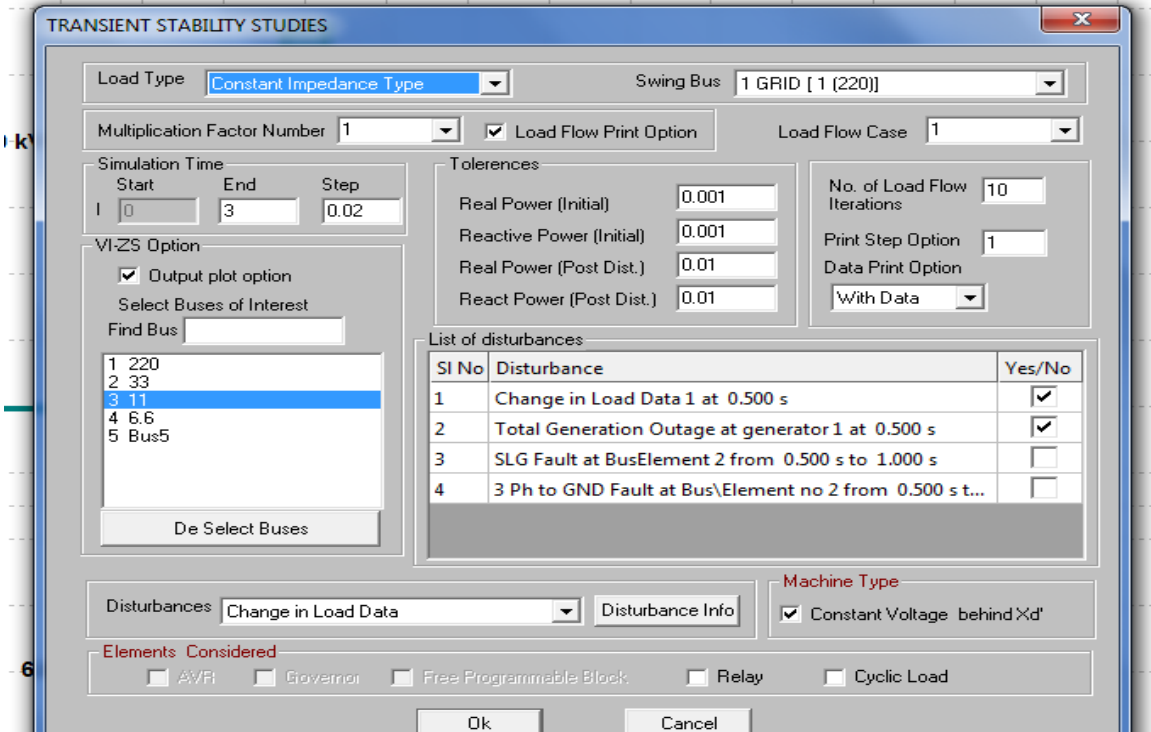 TRANSIENT STABILITY STUDIES
Load Type Constant Impedance Type Swing Bus 1 GRID [ 1 (220)]
Multiplication Factor Number 1 Load Flow Print Option Load Flow Case 1
Simulation Time
Start End Step
0 3 0.02
VI-ZS Option
Output plot option
Select Buses of Interest
Find Bus
1 220
2 33
3 11
4 6.6
5 Bus5
De Select Buses
Tolerences
Real Power (Initial) 0.001
Reactive Power (Initial) 0.001
Real Power (Post Dist.) 0.01
React Power (Post Dist.) 0.01
No. of Load Flow
Iterations 10
Print Step Option 1
Data Print Option
With Data
List of disturbances
Sl No Disturbance Yes/No
1 Change in Load Data 1 at 0.500 s
2 Total Generation Outage at generator 1 at 0.500 s
3 SLG Fault at BusElement 2 from 0.500 s to 1.000 s
4 3 Ph to GND Fault at Bus\Element no 2 from 0.500 s t...
Disturbances Change in Load Data Disturbance Info
Machine Type
Constant Voltage behind Xd'
Elements Considered
AVR Governor Free Programmable Block Relay Cyclic Load
Ok Cancel